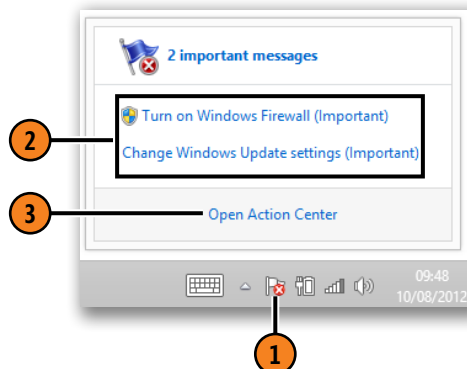 2 important messages
Turn on Windows Firewall (Important)
2
Change Windows Update settings (Important)
3
Open Action Center
09:48
10/08/2012
1